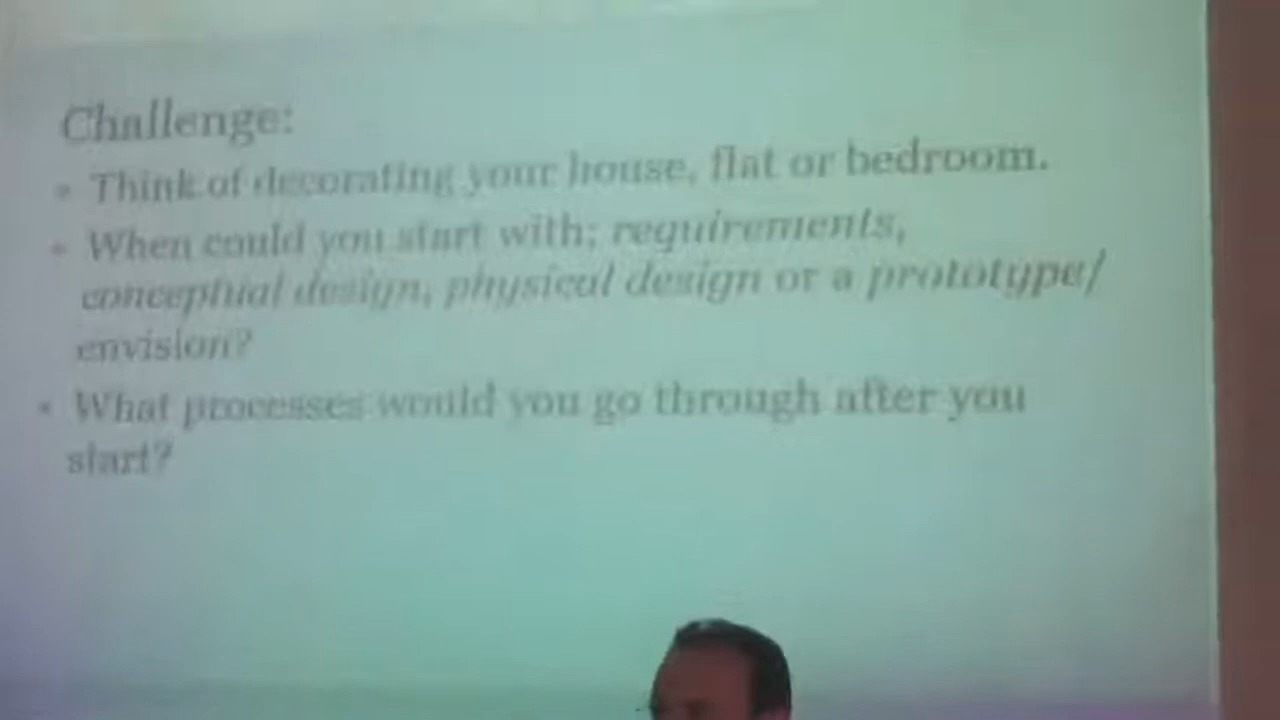 Challenge:
Think of decorating your house, flat or bedroom.
When could you start with; requirements,
conceptual design, physical design or a prototype/
envision?
What processes would you go through after you
start?